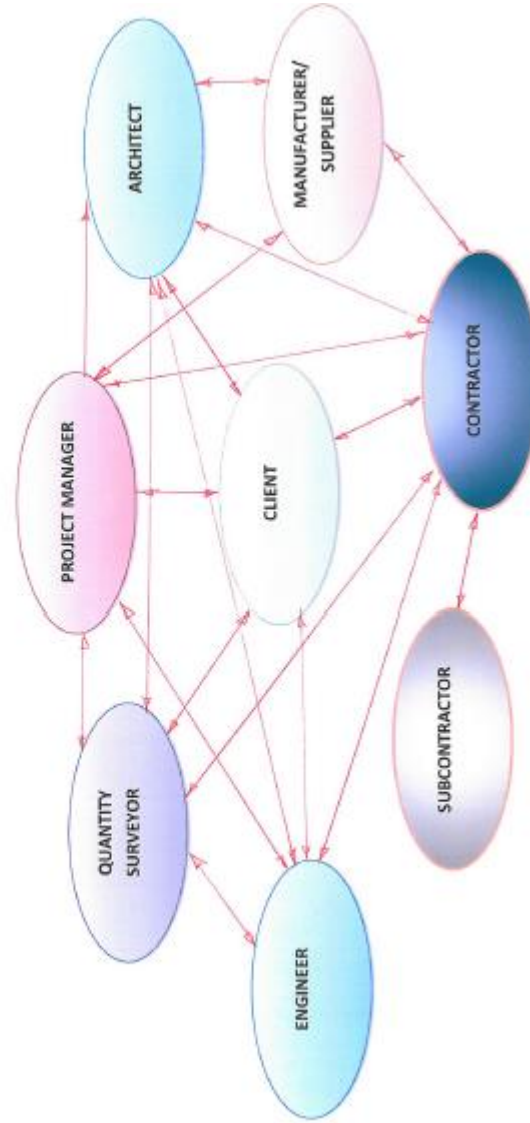 PROJECT MANAGER
QUANTITY
SURVEYOR
ARCHITECT
ENGINEER
CLIENT
MANUFACTURER/
SUPPLIER
SUBCONTRACTOR
CONTRACTOR